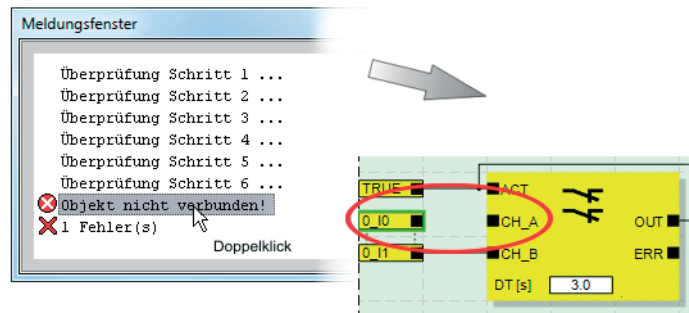 Meldungsfenster
Überprüfung Schritt 1 ...
Überprüfung Schritt 2 ...
Überprüfung Schritt 3 ...
Überprüfung Schritt 4 ...
Überprüfung Schritt 5 ...
Überprüfung Schritt 6 ...
Objekt nicht verbunden!
1 Fehler(s)
Doppelklick
TRUE ACT
0_I0 CH_A OUT
0_I1 CH_B ERR
DT [s] 3.0